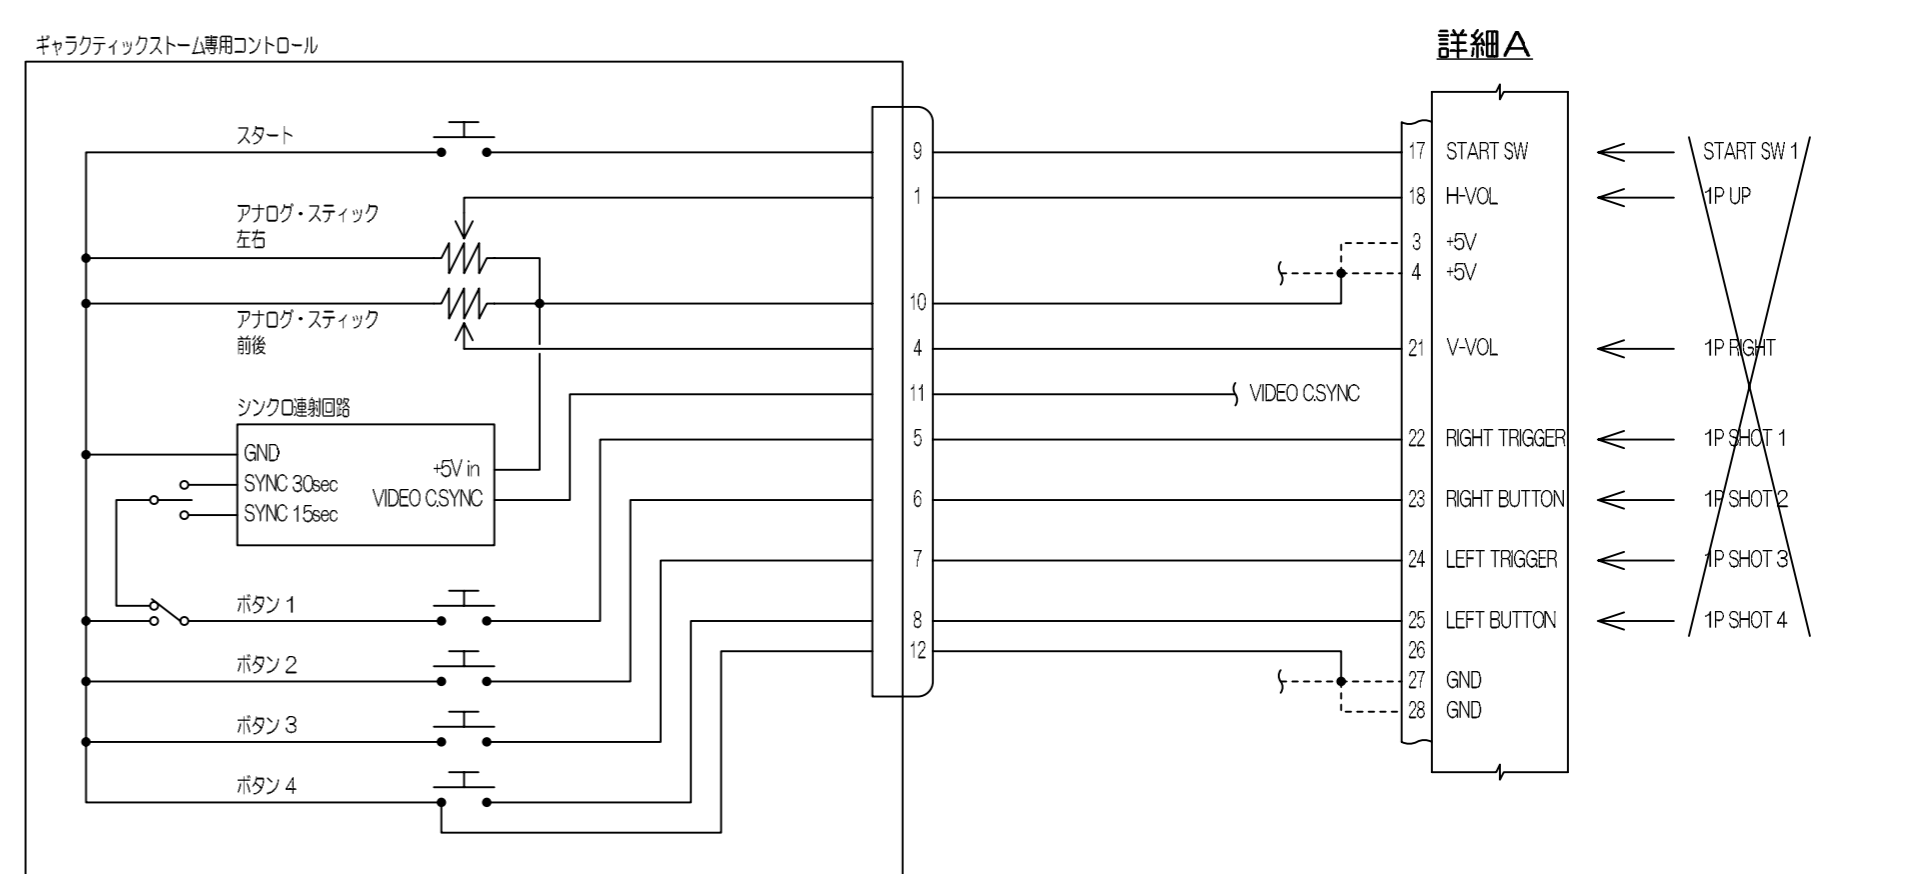 ギャラクティックストーム専用コントロール
詳細A
スタート
9
17 START SW
START SW 1
1
18 H-VOL
1P UP
アナログ・スティック
左右
3 +5V
4 +5V
10
アナログ・スティック
前後
4
21 V-VOL
1P RIGHT
11
VIDEO C.SYNC
シンクロ連射回路
GND
SYNC 30sec
SYNC 15sec
+5V in
VIDEO C.SYNC
5
22 RIGHT TRIGGER
1P SHOT 1
6
23 RIGHT BUTTON
1P SHOT 2
7
24 LEFT TRIGGER
1P SHOT 3
ボタン 1
8
25 LEFT BUTTON
1P SHOT 4
12
26
ボタン 2
27 GND
28 GND
ボタン 3
ボタン 4